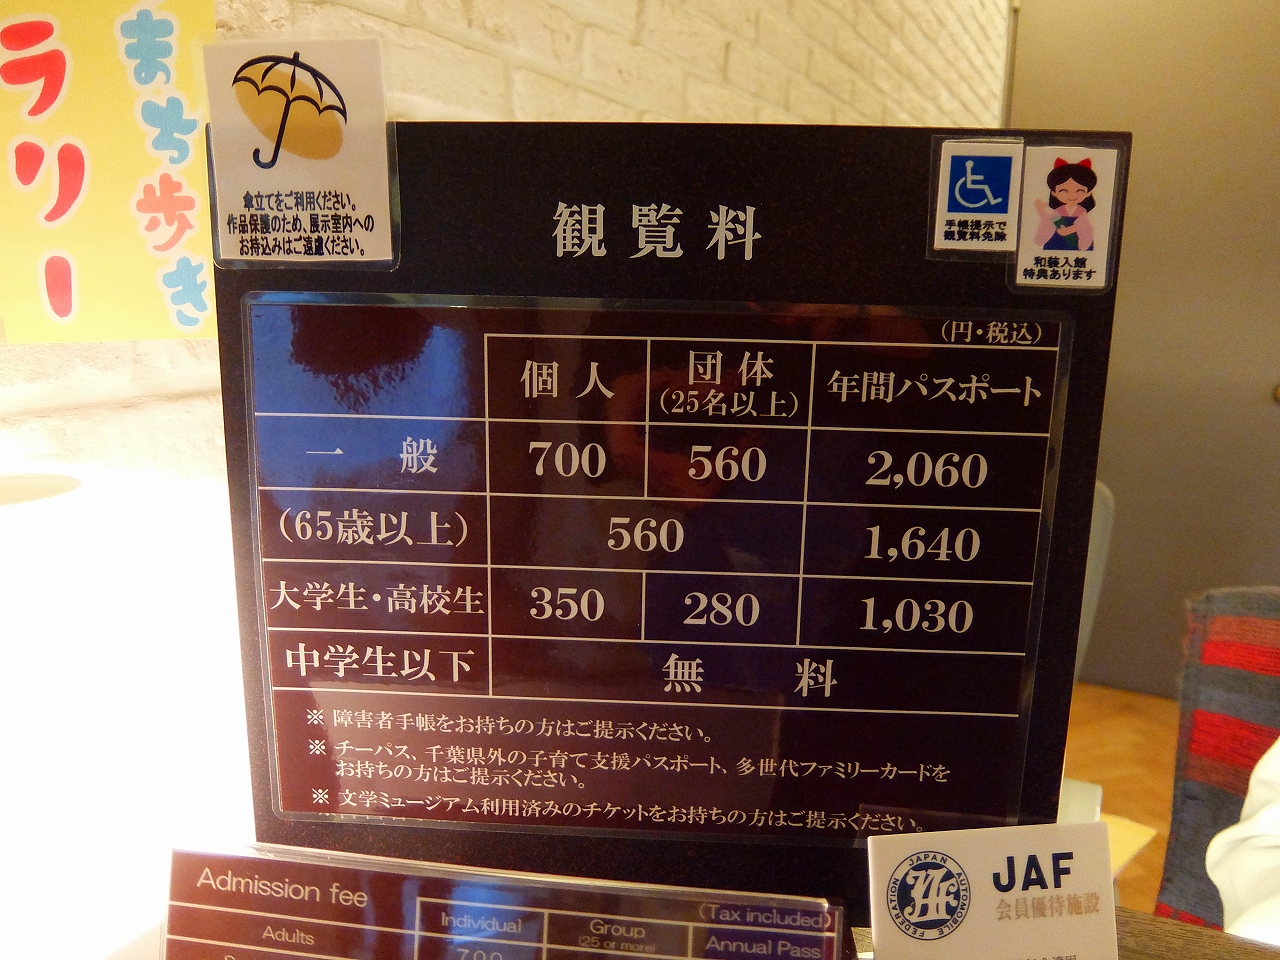 まち歩き
ラリー
傘立てをご利用ください。
作品保護のため、展示室内への
お持込みはご遠慮ください。
観覧料
手帳提示で
観覧料免除
和装入館
特典あります
(円・税込)
個人 団体 年間パスポート
(25名以上)
一般 700 560 2,060
(65歳以上) 560 1,640
大学生・高校生 350 280 1,030
中学生以下 無料
※ 障害者手帳をお持ちの方はご提示ください。
※ チーパス、千葉県外の子育て支援パスポート、多世代ファミリーカードを
お持ちの方はご提示ください。
※ 文学ミュージアム利用済みのチケットをお持ちの方はご提示ください。
Admission fee
(Tax included)
Individual Group Annual Pass
(25 or more)
Adults 700
JAPAN AUTOMOBILE FEDERATION
JAF
会員優待施設